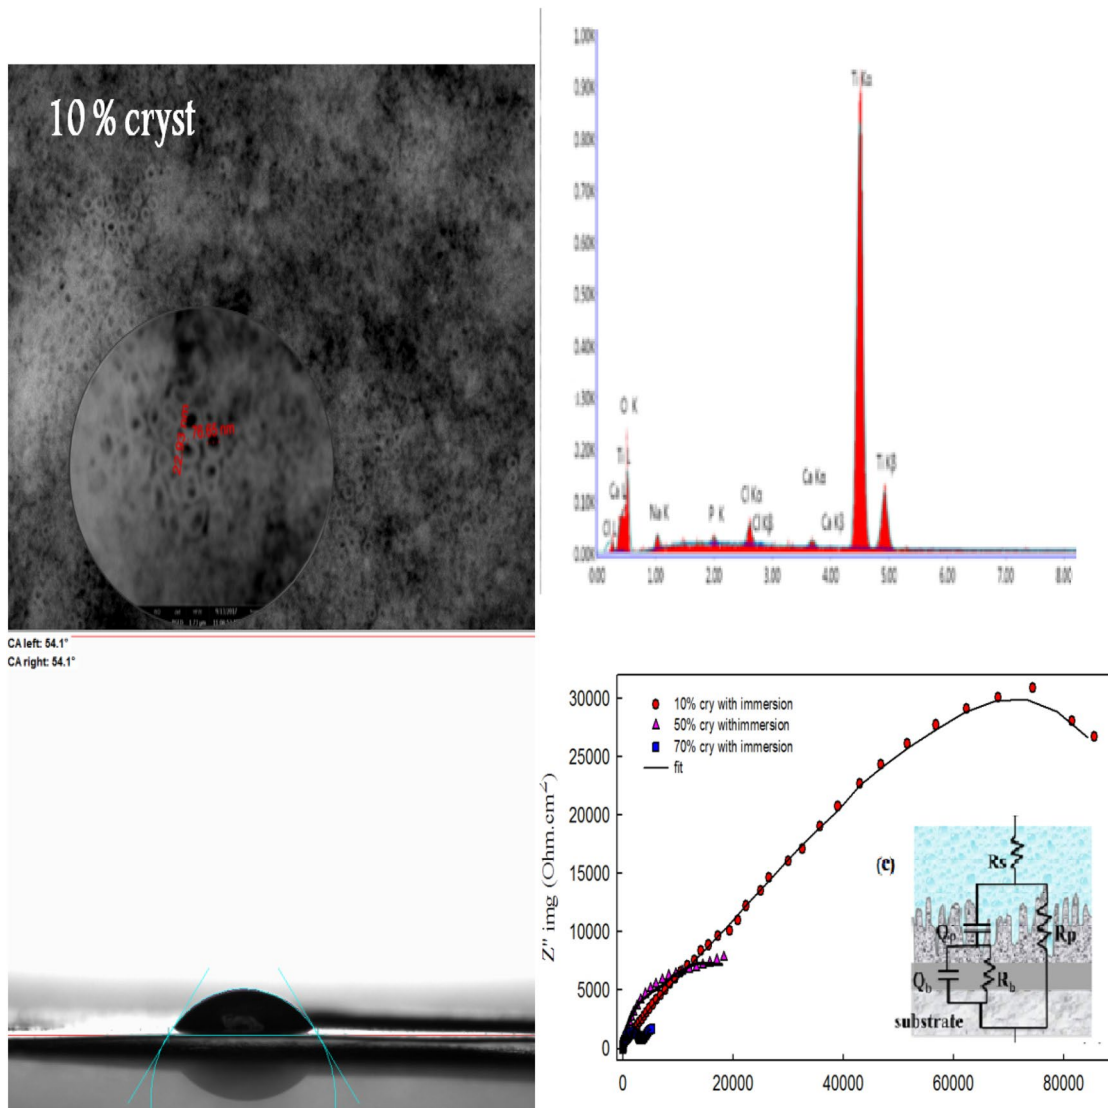 10 % cryst
1.00K
0.90K
0.80K
0.70K
0.60K
0.50K
0.40K
0.30K
0.20K
0.10K
0.00K
Ti Kα
O K
Ti L
Ca L
Cl L
Na K
P K
Cl Kα
Cl Kβ
Ca Kα
Ca Kβ
Ti Kβ
0.00 1.00 2.00 3.00 4.00 5.00 6.00 7.00 8.00
CA left: 54.1°
CA right: 54.1°
Z'' img (Ohm.cm²)
30000
25000
20000
15000
10000
5000
0
10% cry with immersion
50% cry withimmersion
70% cry with immersion
fit
(c)
Rs
Rp
Qb
Rb
substrate
0 20000 40000 60000 80000